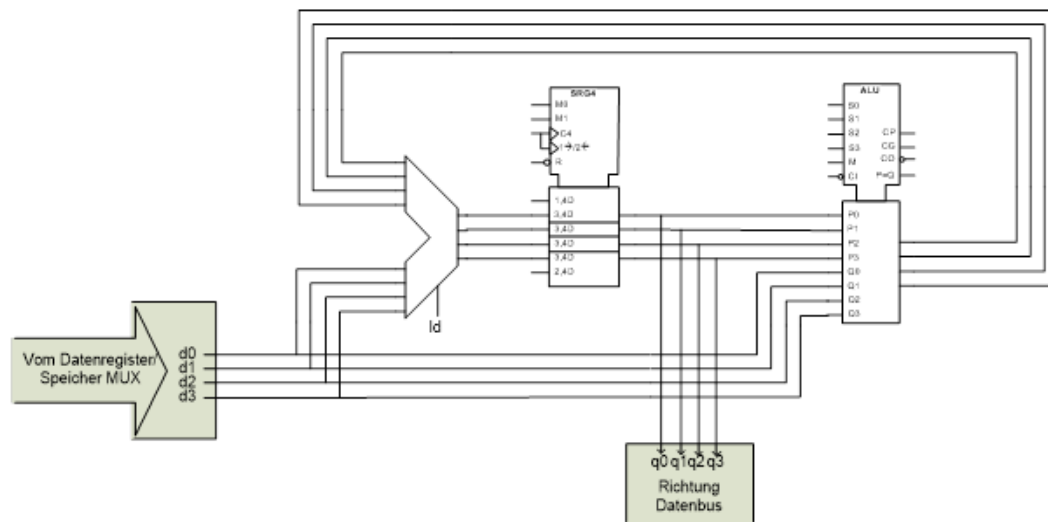 SRG4
M0
M1
C4
1→/2←
R
1,4D
3,4D
3,4D
3,4D
3,4D
2,4D
ALU
S0
S1
S2
S3
M
CI
CP
CG
CO
P=Q
P0
P1
P2
P3
Q0
Q1
Q2
Q3
ld
Vom Datenregister/
Speicher MUX
d0
d1
d2
d3
q0 q1 q2 q3
Richtung
Datenbus